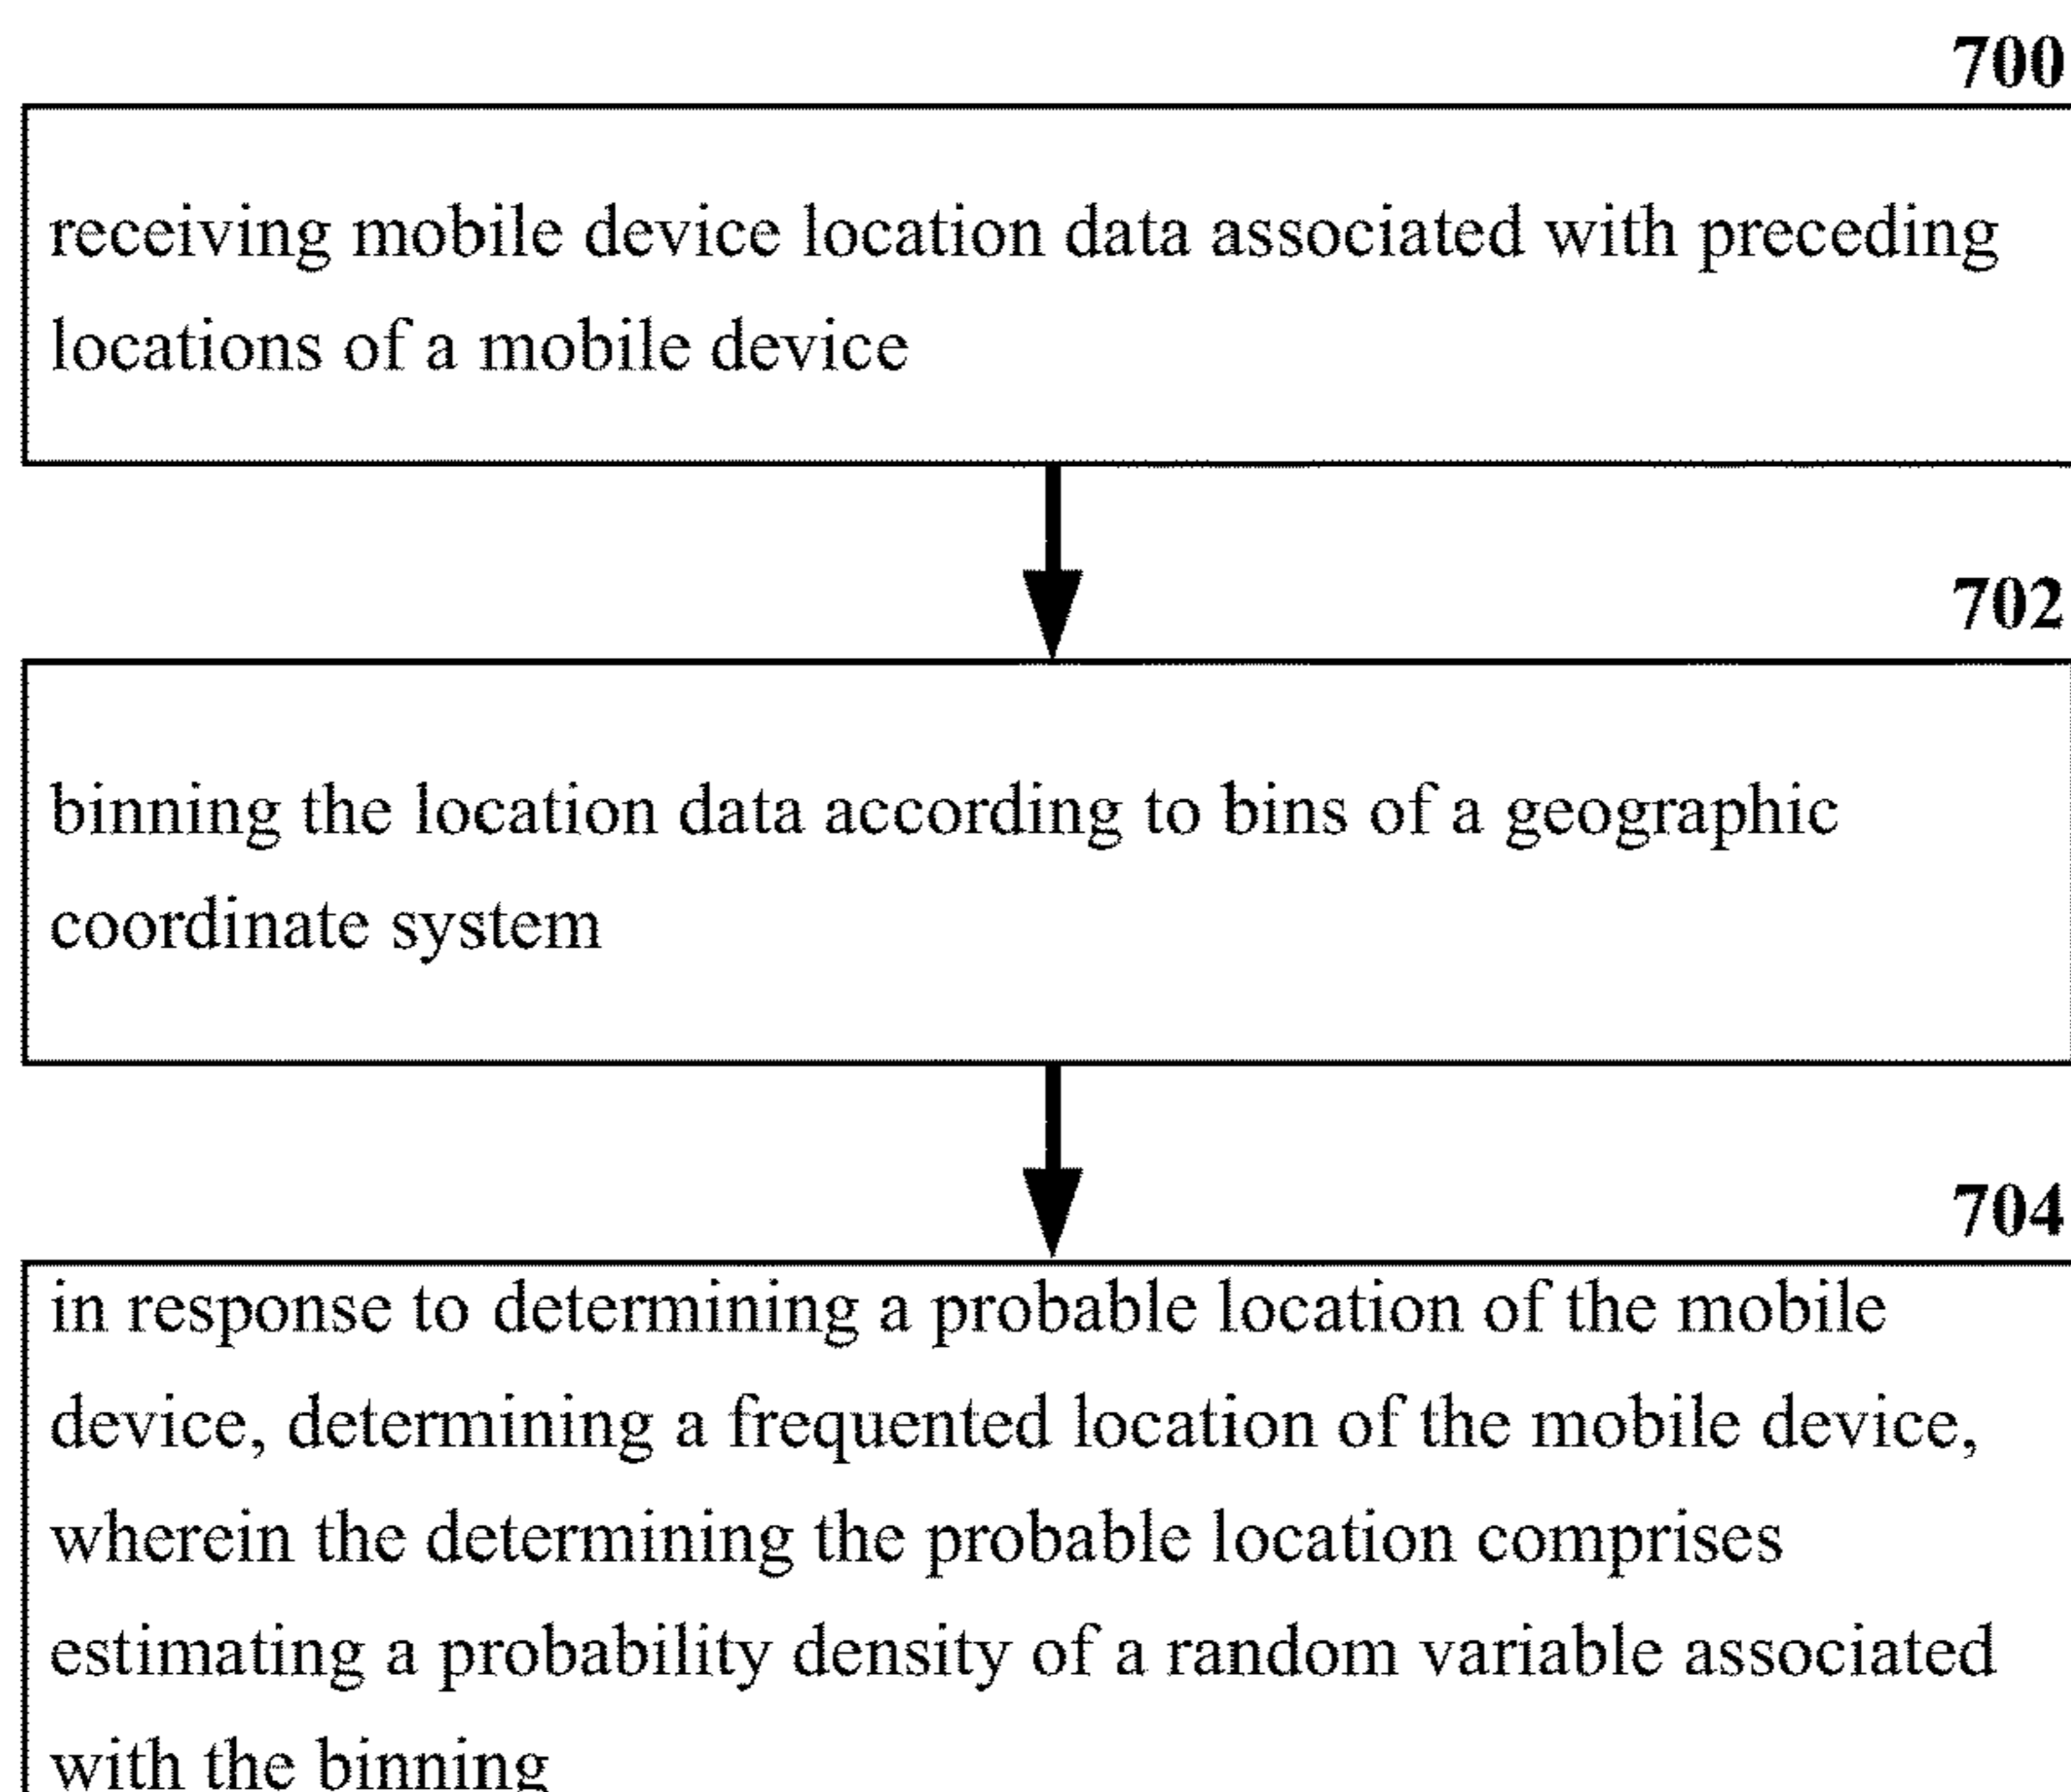 700
receiving mobile device location data associated with preceding
locations of a mobile device
702
binning the location data according to bins of a geographic
coordinate system
704
in response to determining a probable location of the mobile
device, determining a frequented location of the mobile device,
wherein the determining the probable location comprises
estimating a probability density of a random variable associated
with the binning